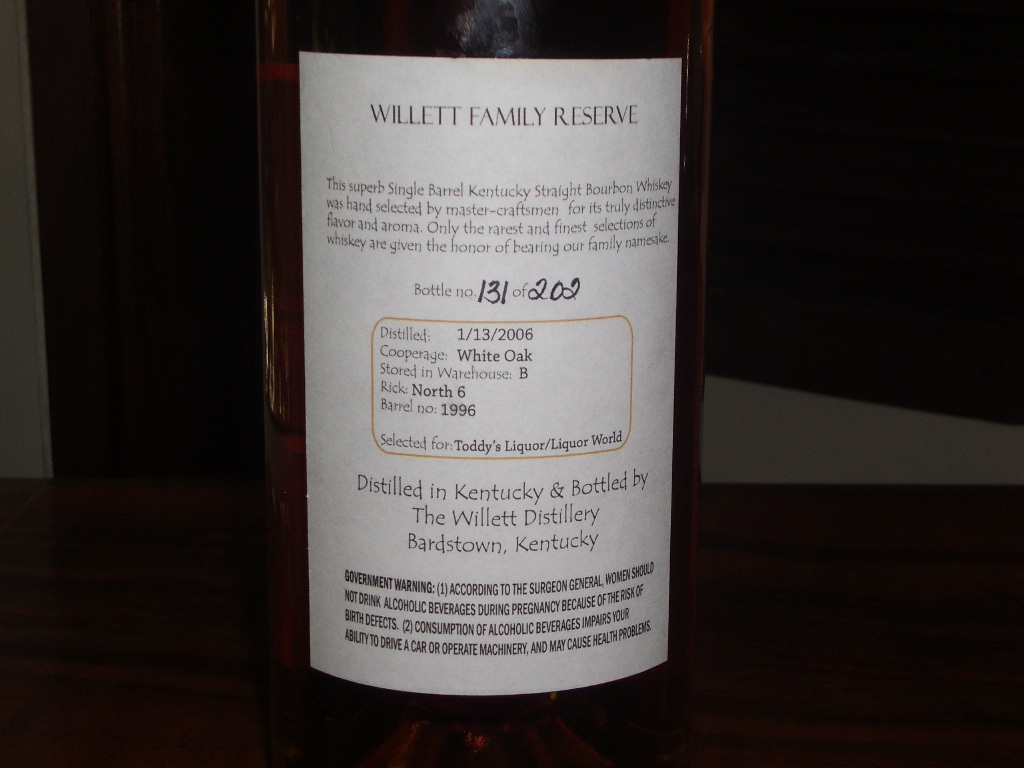 WILLETT FAMILY RESERVE
This superb Single Barrel Kentucky Straight Bourbon Whiskey
was hand selected by master-craftsmen for its truly distinctive
flavor and aroma. Only the rarest and finest selections of
whiskey are given the honor of bearing our family namesake.
Bottle no. 131 of 202
Distilled: 1/13/2006
Cooperage: White Oak
Stored in Warehouse: B
Rick: North 6
Barrel no: 1996
Selected for: Toddy's Liquor/Liquor World
Distilled in Kentucky & Bottled by
The Willett Distillery
Bardstown, Kentucky
GOVERNMENT WARNING: (1) ACCORDING TO THE SURGEON GENERAL, WOMEN SHOULD
NOT DRINK ALCOHOLIC BEVERAGES DURING PREGNANCY BECAUSE OF THE RISK OF
BIRTH DEFECTS. (2) CONSUMPTION OF ALCOHOLIC BEVERAGES IMPAIRS YOUR
ABILITY TO DRIVE A CAR OR OPERATE MACHINERY, AND MAY CAUSE HEALTH PROBLEMS.